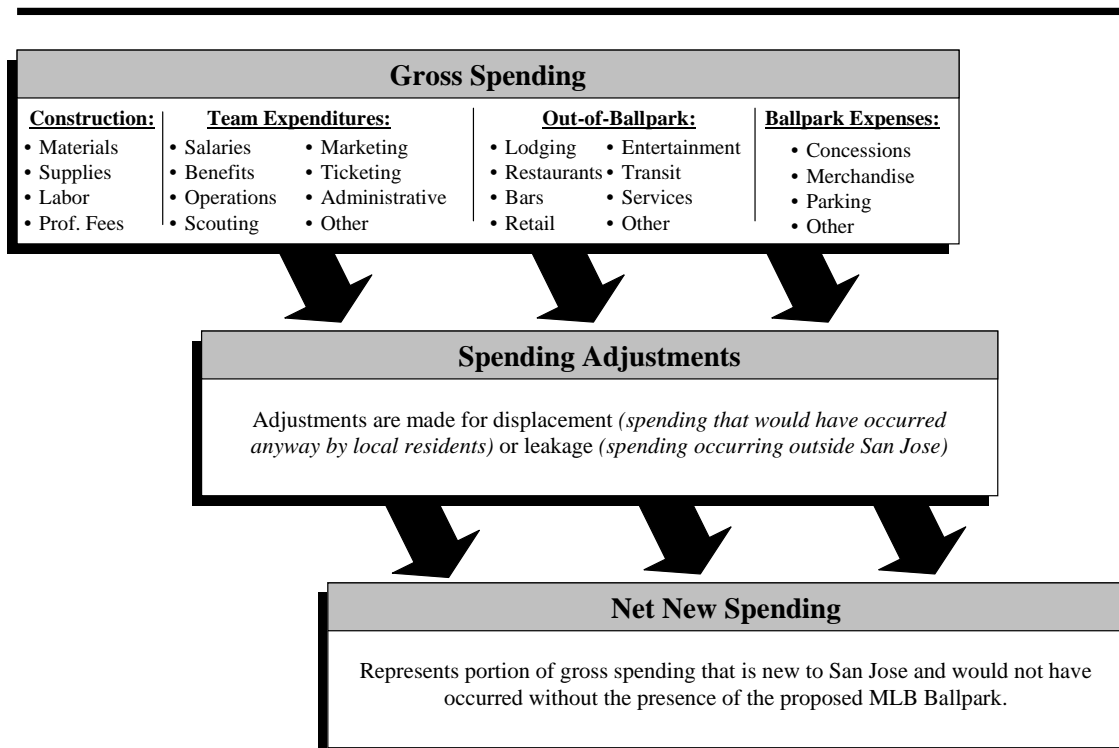 Gross Spending
Construction: Team Expenditures: Out-of-Ballpark: Ballpark Expenses:
• Materials • Salaries • Marketing • Lodging • Entertainment • Concessions
• Supplies • Benefits • Ticketing • Restaurants • Transit • Merchandise
• Labor • Operations • Administrative • Bars • Services • Parking
• Prof. Fees • Scouting • Other • Retail • Other • Other
Spending Adjustments
Adjustments are made for displacement (spending that would have occurred
anyway by local residents) or leakage (spending occurring outside San Jose)
Net New Spending
Represents portion of gross spending that is new to San Jose and would not have
occurred without the presence of the proposed MLB Ballpark.